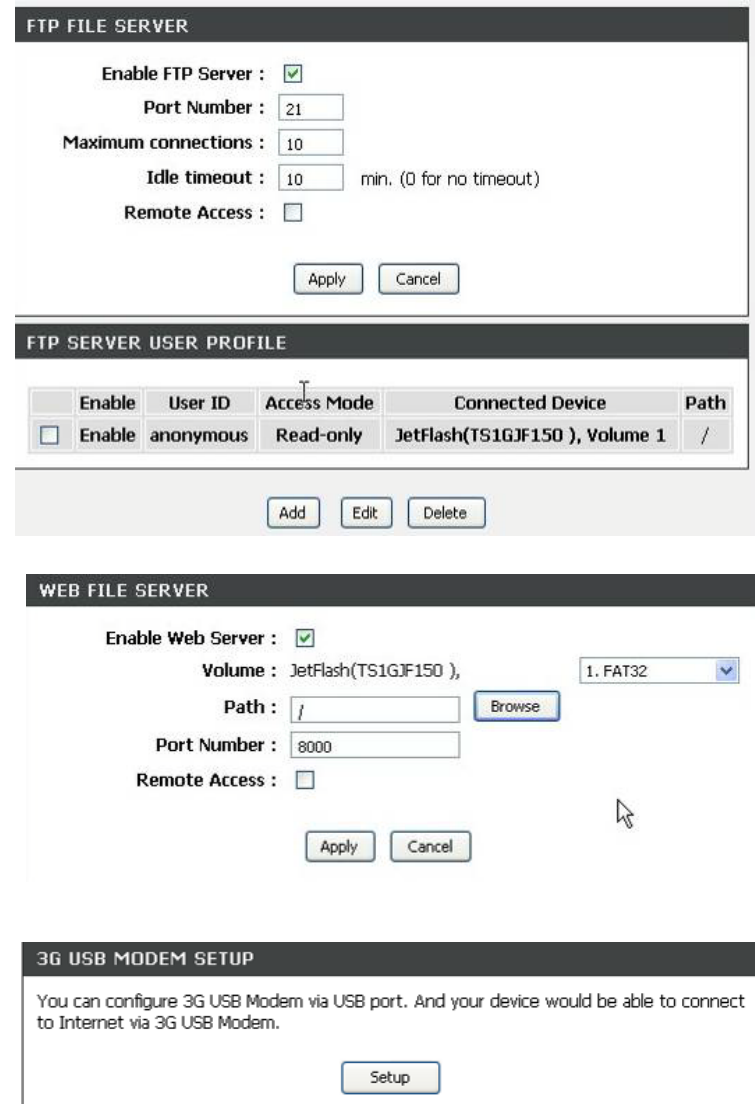 FTP FILE SERVER
Enable FTP Server :
Port Number : 21
Maximum connections : 10
Idle timeout : 10 min. (0 for no timeout)
Remote Access :
Apply Cancel
FTP SERVER USER PROFILE
Enable User ID Access Mode Connected Device Path
Enable anonymous Read-only JetFlash(TS1GJF150 ), Volume 1 /
Add Edit Delete
WEB FILE SERVER
Enable Web Server :
Volume : JetFlash(TS1GJF150 ), 1. FAT32
Path : / Browse
Port Number : 8000
Remote Access :
Apply Cancel
3G USB MODEM SETUP
You can configure 3G USB Modem via USB port. And your device would be able to connect
to Internet via 3G USB Modem.
Setup